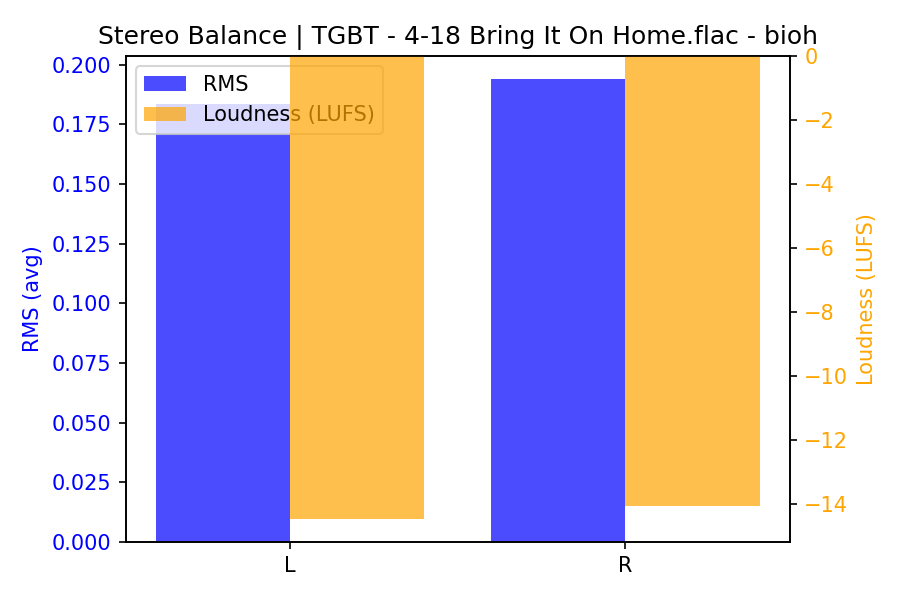 Stereo Balance | TGBT - 4-18 Bring It On Home.flac - bioh
RMS
Loudness (LUFS)
RMS (avg)
0.200
0.175
0.150
0.125
0.100
0.075
0.050
0.025
0.000
0
−2
−4
−6
−8
−10
−12
−14
Loudness (LUFS)
L
R